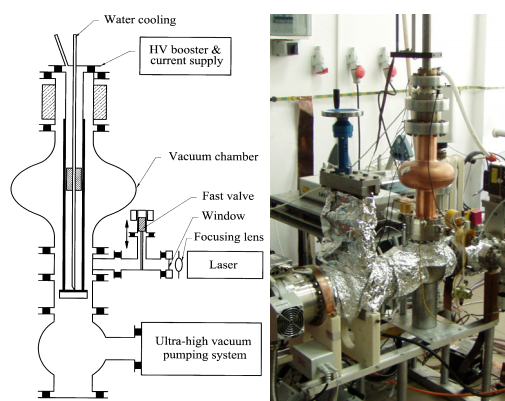 Water cooling
HV booster &
current supply
Vacuum chamber
Fast valve
Window
Focusing lens
Laser
Ultra-high vacuum
pumping system